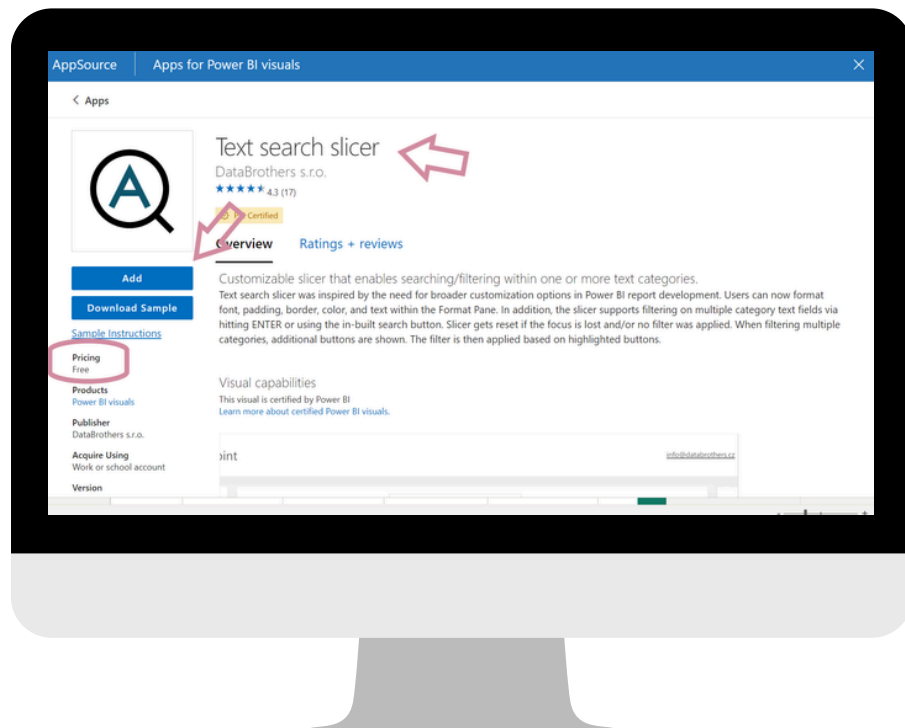 AppSource
Apps for Power BI visuals
Apps
Text search slicer
DataBrothers s.r.o.
4.3 (17)
Certified
Overview
Ratings + reviews
Add
Download Sample
Sample Instructions
Pricing
Free
Products
Power BI visuals
Publisher
DataBrothers s.r.o.
Acquire Using
Work or school account
Version
Customizable slicer that enables searching/filtering within one or more text categories.
Text search slicer was inspired by the need for broader customization options in Power BI report development. Users can now format
font, padding, border, color, and text within the Format Pane. In addition, the slicer supports filtering on multiple category text fields via
hitting ENTER or using the in-built search button. Slicer gets reset if the focus is lost and/or no filter was applied. When filtering multiple
categories, additional buttons are shown. The filter is then applied based on highlighted buttons.
Visual capabilities
This visual is certified by Power BI
Learn more about certified Power BI visuals.
oint
info@databrothers.cz